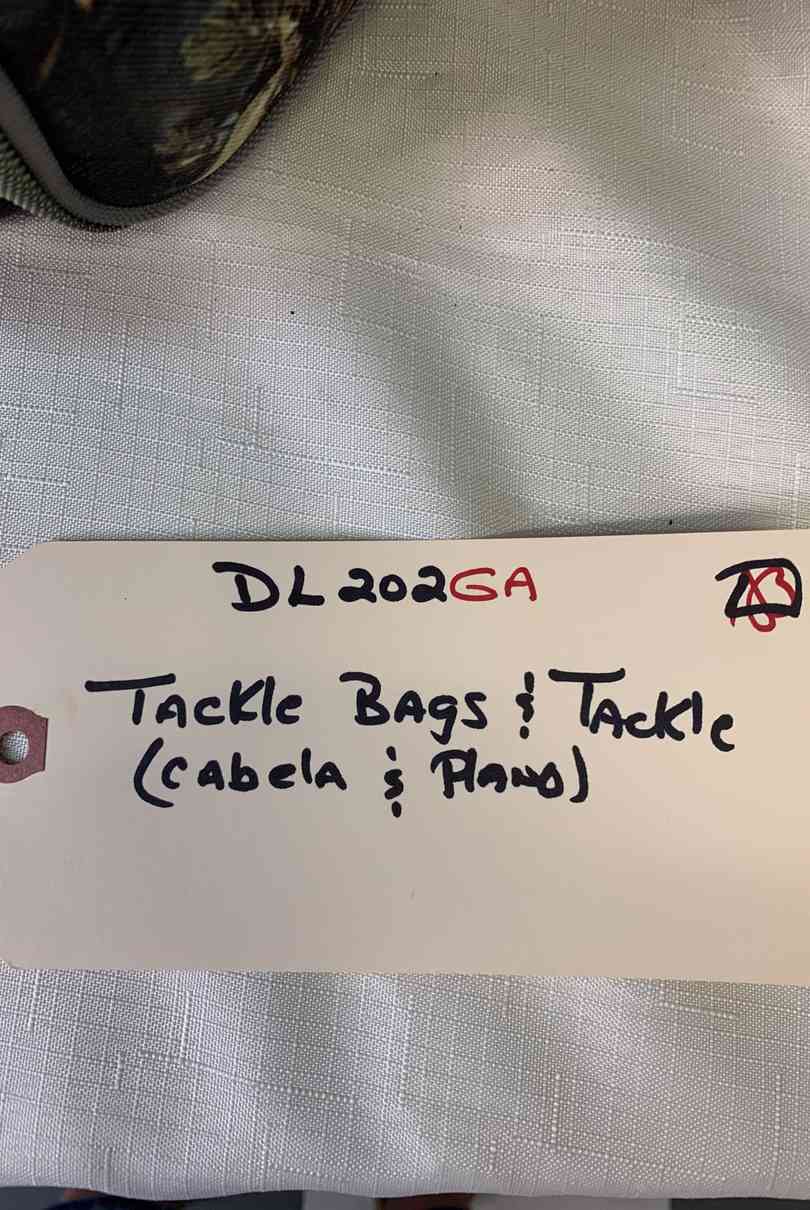 DL202GA
Tackle Bags & Tackle
(Cabela & Plano)